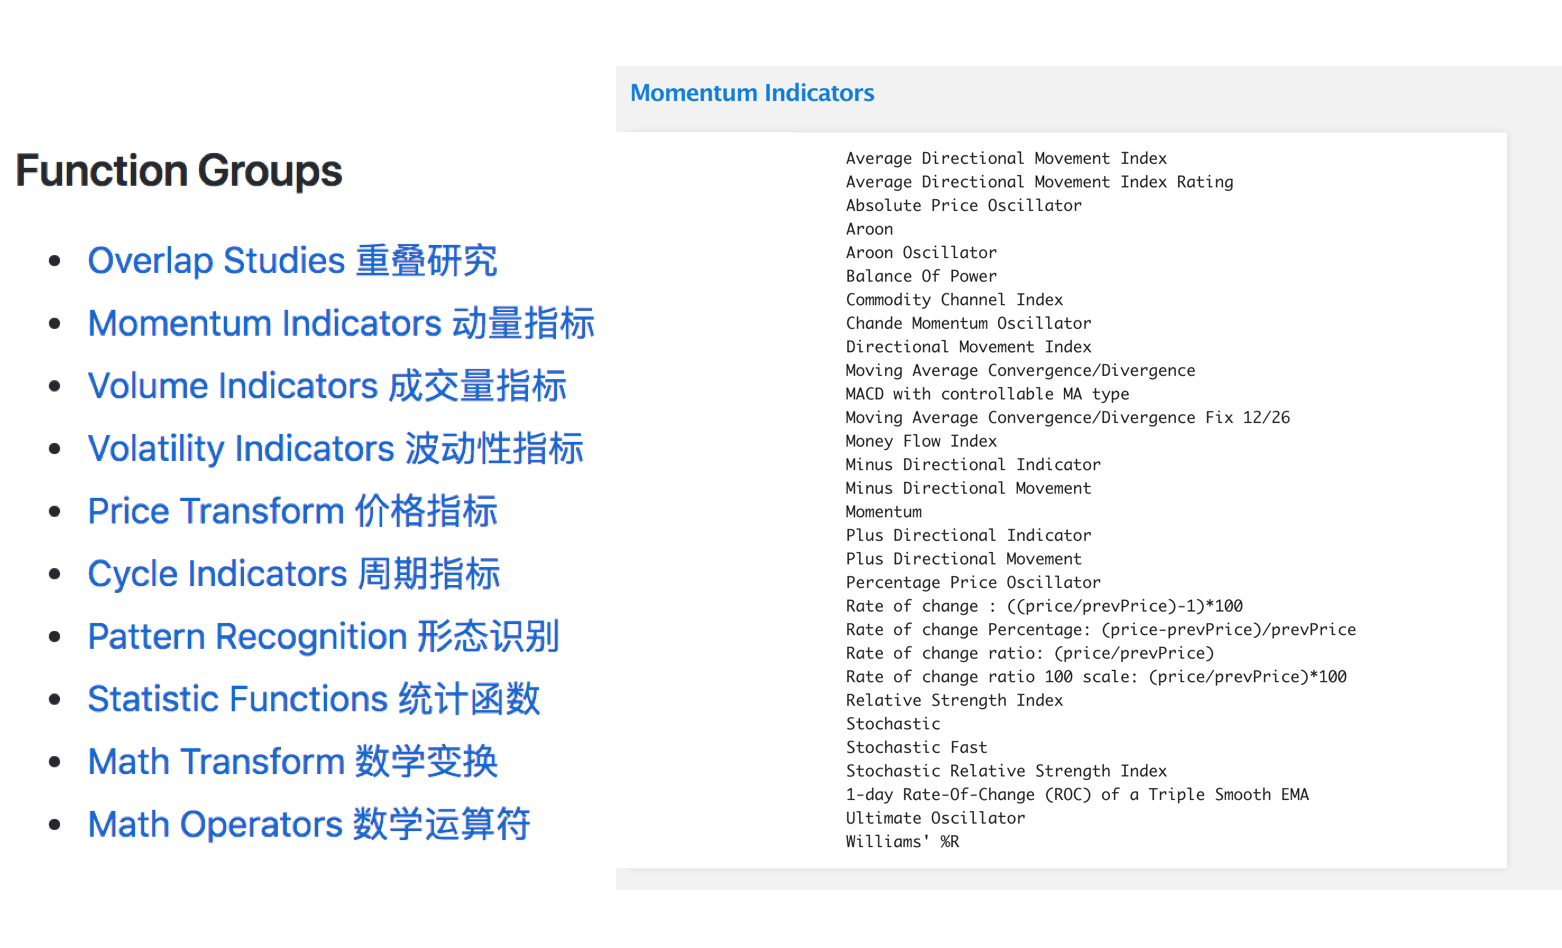 Function Groups
Overlap Studies 重叠研究
Momentum Indicators 动量指标
Volume Indicators 成交量指标
Volatility Indicators 波动性指标
Price Transform 价格指标
Cycle Indicators 周期指标
Pattern Recognition 形态识别
Statistic Functions 统计函数
Math Transform 数学变换
Math Operators 数学运算符
Momentum Indicators
Average Directional Movement Index
Average Directional Movement Index Rating
Absolute Price Oscillator
Aroon
Aroon Oscillator
Balance Of Power
Commodity Channel Index
Chande Momentum Oscillator
Directional Movement Index
Moving Average Convergence/Divergence
MACD with controllable MA type
Moving Average Convergence/Divergence Fix 12/26
Money Flow Index
Minus Directional Indicator
Minus Directional Movement
Momentum
Plus Directional Indicator
Plus Directional Movement
Percentage Price Oscillator
Rate of change : ((price/prevPrice)-1)*100
Rate of change Percentage: (price-prevPrice)/prevPrice
Rate of change ratio: (price/prevPrice)
Rate of change ratio 100 scale: (price/prevPrice)*100
Relative Strength Index
Stochastic
Stochastic Fast
Stochastic Relative Strength Index
1-day Rate-Of-Change (ROC) of a Triple Smooth EMA
Ultimate Oscillator
Williams' %R